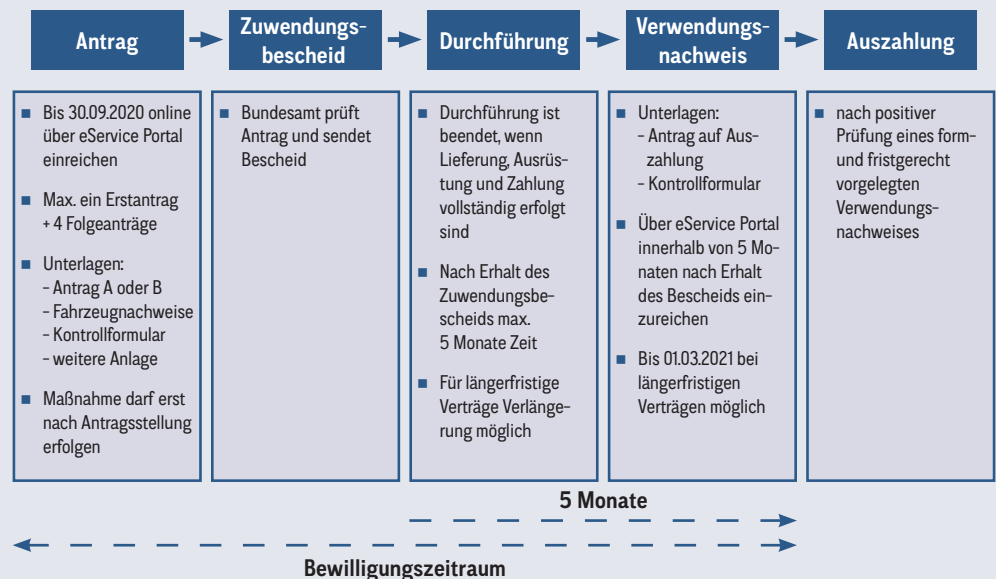 Antrag
Zuwendungs-
bescheid
Durchführung
Verwendungs-
nachweis
Auszahlung
Bis 30.09.2020 online
über eService Portal
einreichen
Max. ein Erstantrag
+ 4 Folgeanträge
Unterlagen:
- Antrag A oder B
- Fahrzeugnachweise
- Kontrollformular
- weitere Anlage
Maßnahme darf erst
nach Antragsstellung
erfolgen
Bundesamt prüft
Antrag und sendet
Bescheid
Durchführung ist
beendet, wenn
Lieferung, Ausrüs-
tung und Zahlung
vollständig erfolgt
sind
Nach Erhalt des
Zuwendungsbe-
scheids max.
5 Monate Zeit
Für längerfristige
Verträge Verlänge-
rung möglich
Unterlagen:
- Antrag auf Aus-
zahlung
- Kontrollformular
Über eService Portal
innerhalb von 5 Mo-
naten nach Erhalt
des Bescheids ein-
zureichen
Bis 01.03.2021 bei
längerfristigen
Verträgen möglich
nach positiver
Prüfung eines form-
und fristgerecht
vorgelegten
Verwendungs-
nachweises
5 Monate
Bewilligungszeitraum